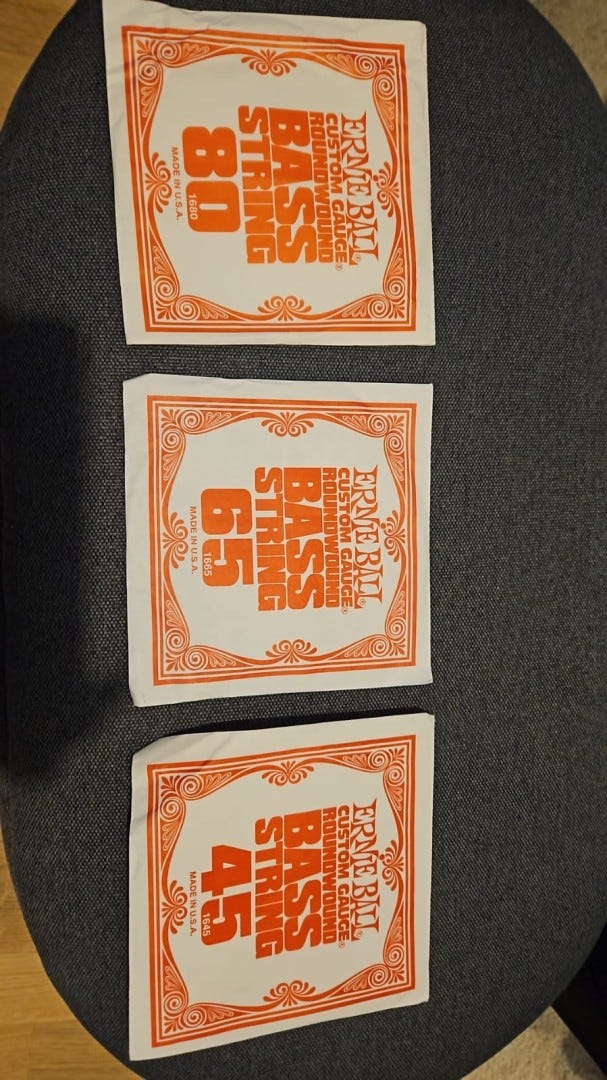 ERNIE BALL®
CUSTOM GAUGE®
ROUNDWOUND
BASS
STRING
80
1680
MADE IN U.S.A.
ERNIE BALL®
CUSTOM GAUGE®
ROUNDWOUND
BASS
STRING
65
1665
MADE IN U.S.A.
ERNIE BALL®
CUSTOM GAUGE®
ROUNDWOUND
BASS
STRING
45
1645
MADE IN U.S.A.